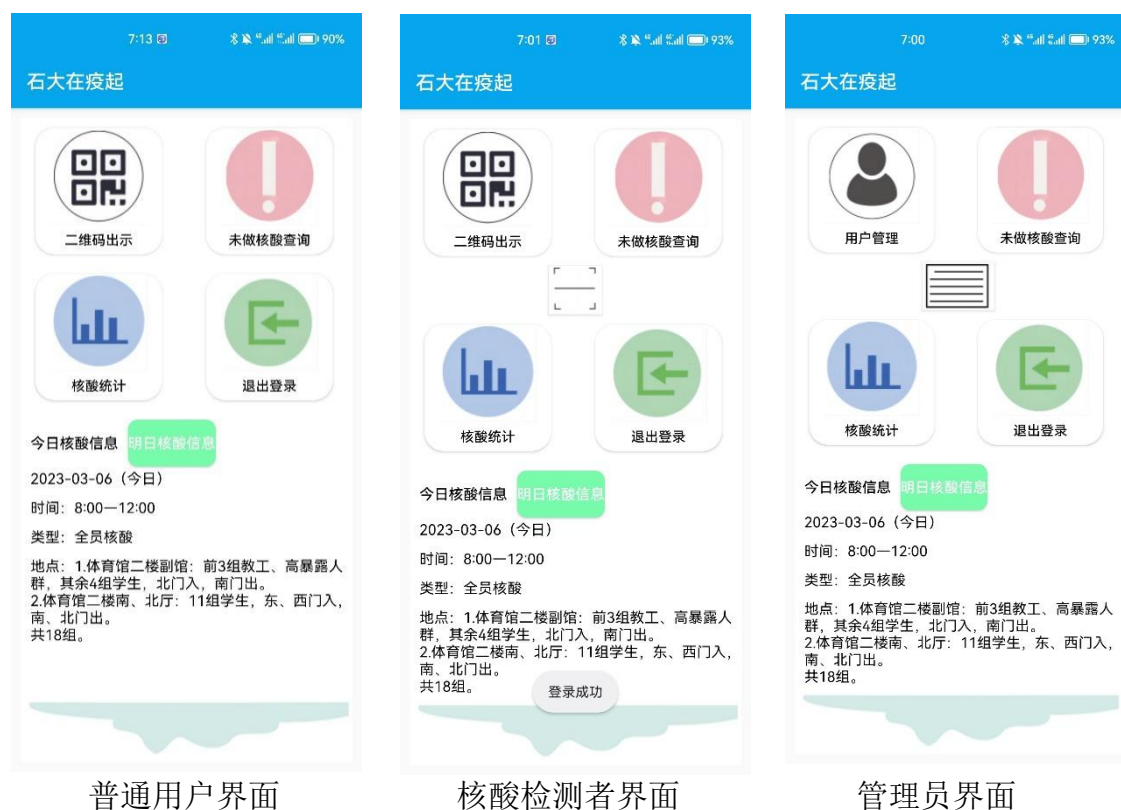 7:13
90%
石大在疫起
二维码出示
未做核酸查询
核酸统计
退出登录
今日核酸信息
明日核酸信息
2023-03-06（今日）
时间：8:00—12:00
类型：全员核酸
地点：1.体育馆二楼副馆：前3组教工、高暴露人
群，其余4组学生，北门入，南门出。
2.体育馆二楼南、北厅：11组学生，东、西门入，
南、北门出。
共18组。
普通用户界面
7:01
93%
石大在疫起
二维码出示
未做核酸查询
核酸统计
退出登录
今日核酸信息
明日核酸信息
2023-03-06（今日）
时间：8:00—12:00
类型：全员核酸
地点：1.体育馆二楼副馆：前3组教工、高暴露人
群，其余4组学生，北门入，南门出。
2.体育馆二楼南、北厅：11组学生，东、西门入，
南、北门出。
共18组。
登录成功
核酸检测者界面
7:00
93%
石大在疫起
用户管理
未做核酸查询
核酸统计
退出登录
今日核酸信息
明日核酸信息
2023-03-06（今日）
时间：8:00—12:00
类型：全员核酸
地点：1.体育馆二楼副馆：前3组教工、高暴露人
群，其余4组学生，北门入，南门出。
2.体育馆二楼南、北厅：11组学生，东、西门入，
南、北门出。
共18组。
管理员界面